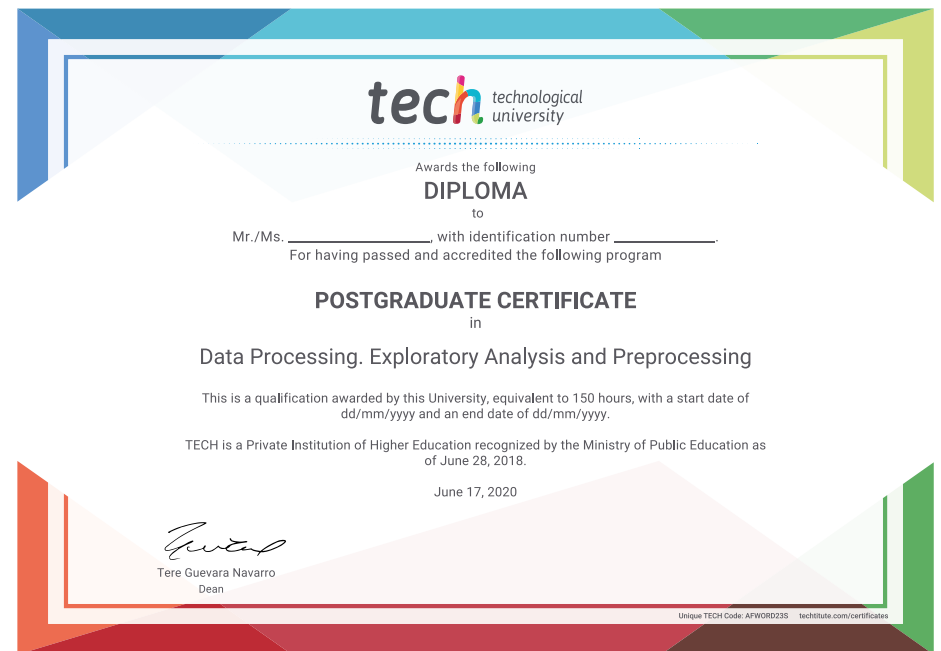 tech technological
university
Awards the following
DIPLOMA
to
Mr./Ms. ____________________, with identification number ______________.
For having passed and accredited the following program
POSTGRADUATE CERTIFICATE
in
Data Processing. Exploratory Analysis and Preprocessing
This is a qualification awarded by this University, equivalent to 150 hours, with a start date of
dd/mm/yyyy and an end date of dd/mm/yyyy.
TECH is a Private Institution of Higher Education recognized by the Ministry of Public Education as
of June 28, 2018.
June 17, 2020
Tere Guevara Navarro
Dean
Unique TECH Code: AFWORD23S techtitute.com/certificates